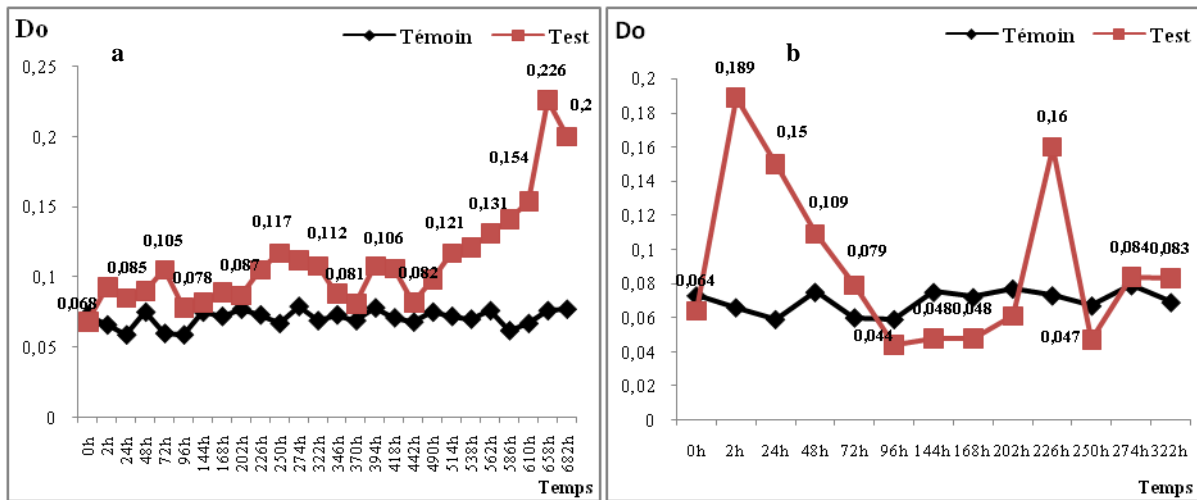 Do
Témoin
Test
a
0,226
0,25
0,2
0,2
0,154
0,15
0,131
0,121
0,117
0,112
0,105
0,106
0,085
0,087
0,078
0,081
0,082
0,1
0,068
0,05
0
0h
2h
24h
48h
72h
96h
144h
168h
202h
226h
250h
274h
322h
346h
370h
394h
418h
442h
490h
514h
538h
562h
586h
610h
658h
682h
Temps
Do
Témoin
Test
b
0,2
0,189
0,18
0,16
0,16
0,15
0,14
0,12
0,109
0,1
0,079
0,084
0,083
0,08
0,064
0,06
0,048
0,048
0,044
0,047
0,04
0,02
0
0h 2h 24h 48h 72h 96h 144h 168h 202h 226h 250h 274h 322h
Temps